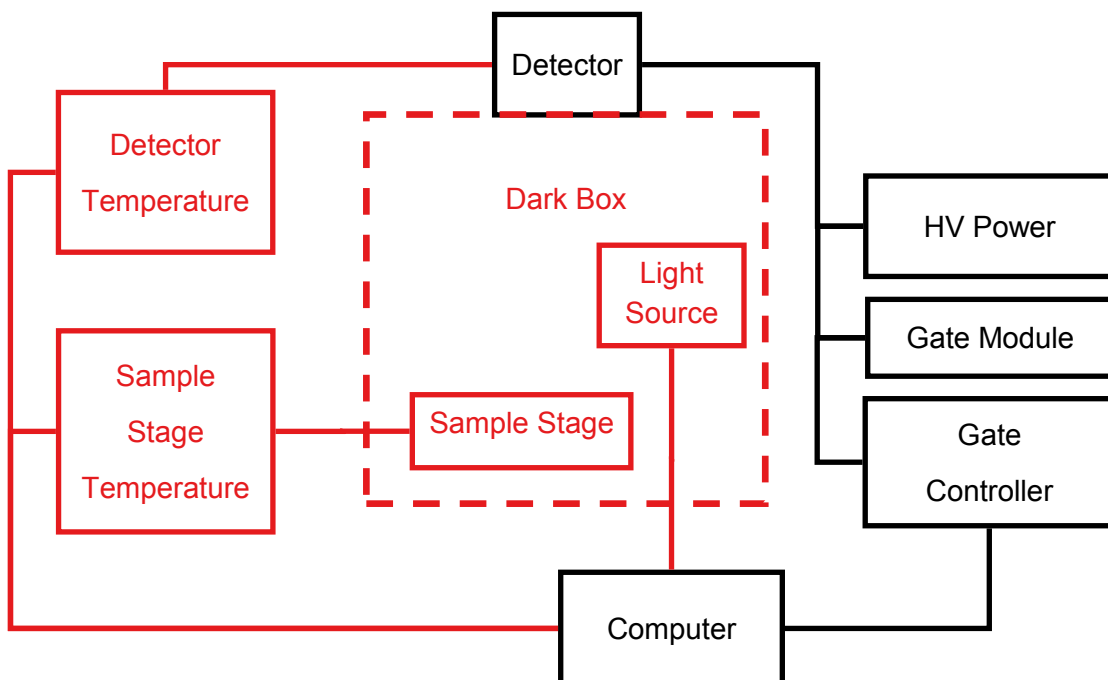 Detector
Detector
Temperature
Dark Box
HV Power
Light
Source
Gate Module
Sample
Stage
Temperature
Sample Stage
Gate
Controller
Computer